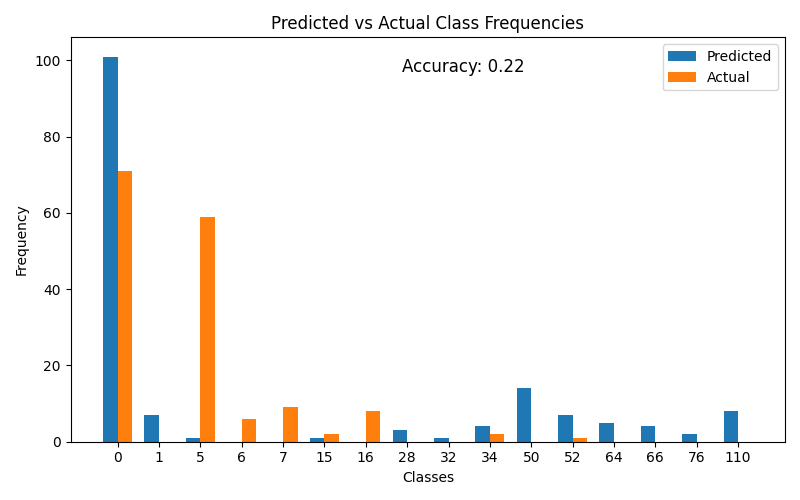 Predicted vs Actual Class Frequencies
Accuracy: 0.22
Predicted
Actual
Frequency
100
80
60
40
20
0
0 1 5 6 7 15 16 28 32 34 50 52 64 66 76 110
Classes